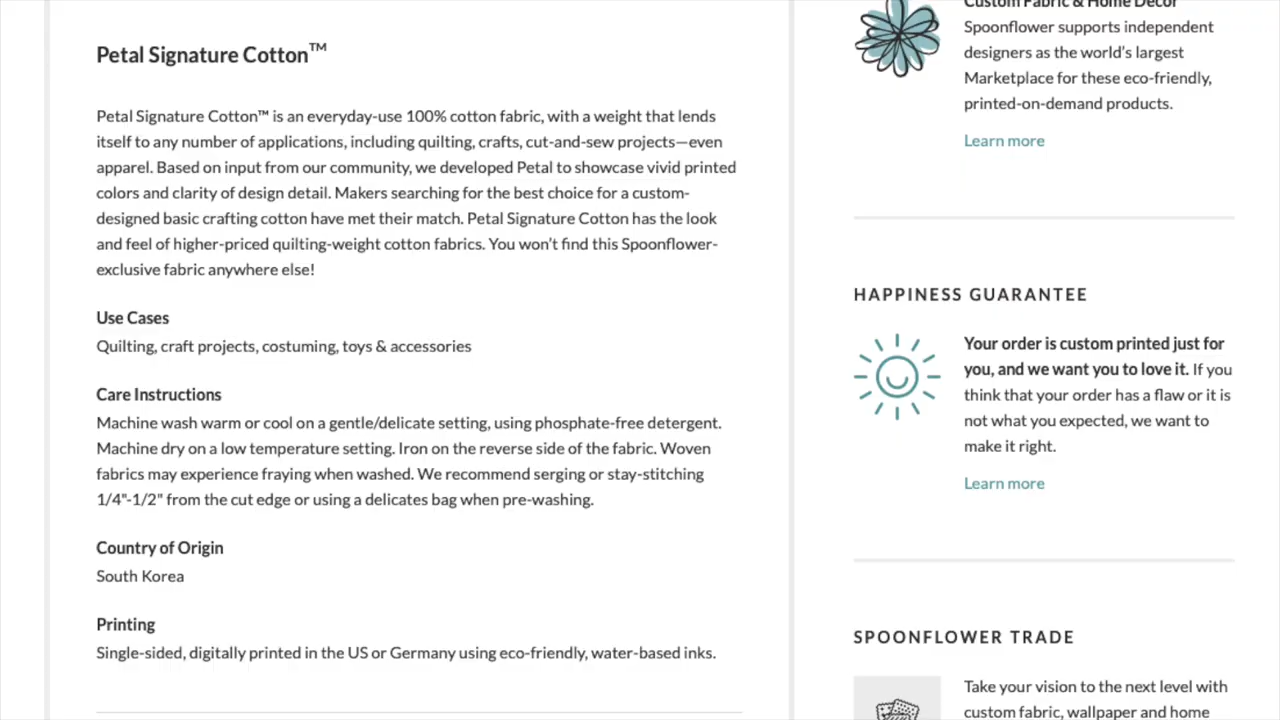 Petal Signature Cotton™
Petal Signature Cotton™ is an everyday-use 100% cotton fabric, with a weight that lends
itself to any number of applications, including quilting, crafts, cut-and-sew projects—even
apparel. Based on input from our community, we developed Petal to showcase vivid printed
colors and clarity of design detail. Makers searching for the best choice for a custom-
designed basic crafting cotton have met their match. Petal Signature Cotton has the look
and feel of higher-priced quilting-weight cotton fabrics. You won’t find this Spoonflower-
exclusive fabric anywhere else!
Use Cases
Quilting, craft projects, costuming, toys & accessories
Care Instructions
Machine wash warm or cool on a gentle/delicate setting, using phosphate-free detergent.
Machine dry on a low temperature setting. Iron on the reverse side of the fabric. Woven
fabrics may experience fraying when washed. We recommend serging or stay-stitching
1/4"-1/2" from the cut edge or using a delicates bag when pre-washing.
Country of Origin
South Korea
Printing
Single-sided, digitally printed in the US or Germany using eco-friendly, water-based inks.
Custom Fabric & Home Decor
Spoonflower supports independent
designers as the world’s largest
Marketplace for these eco-friendly,
printed-on-demand products.
Learn more
HAPPINESS GUARANTEE
Your order is custom printed just for
you, and we want you to love it. If you
think that your order has a flaw or it is
not what you expected, we want to
make it right.
Learn more
SPOONFLOWER TRADE
Take your vision to the next level with
custom fabric, wallpaper and home